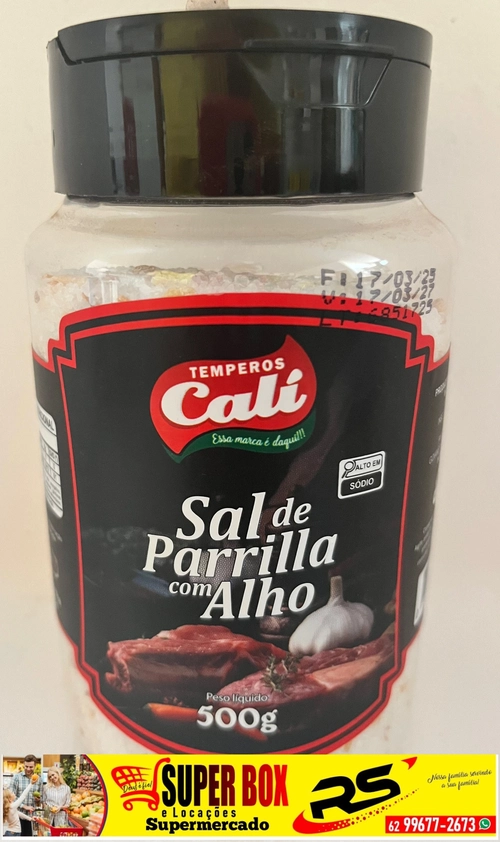 F: 17/03/25
V: 17/03/27
TEMPEROS
Cali
Essa marca é daqui!!!
ALTO EM
SÓDIO
Sal de
Parrilla
com Alho
Peso líquido:
500g
SUPER BOX
e Locações
Supermercado
RS
Nossa família servindo
a sua família!
62 99677-2673